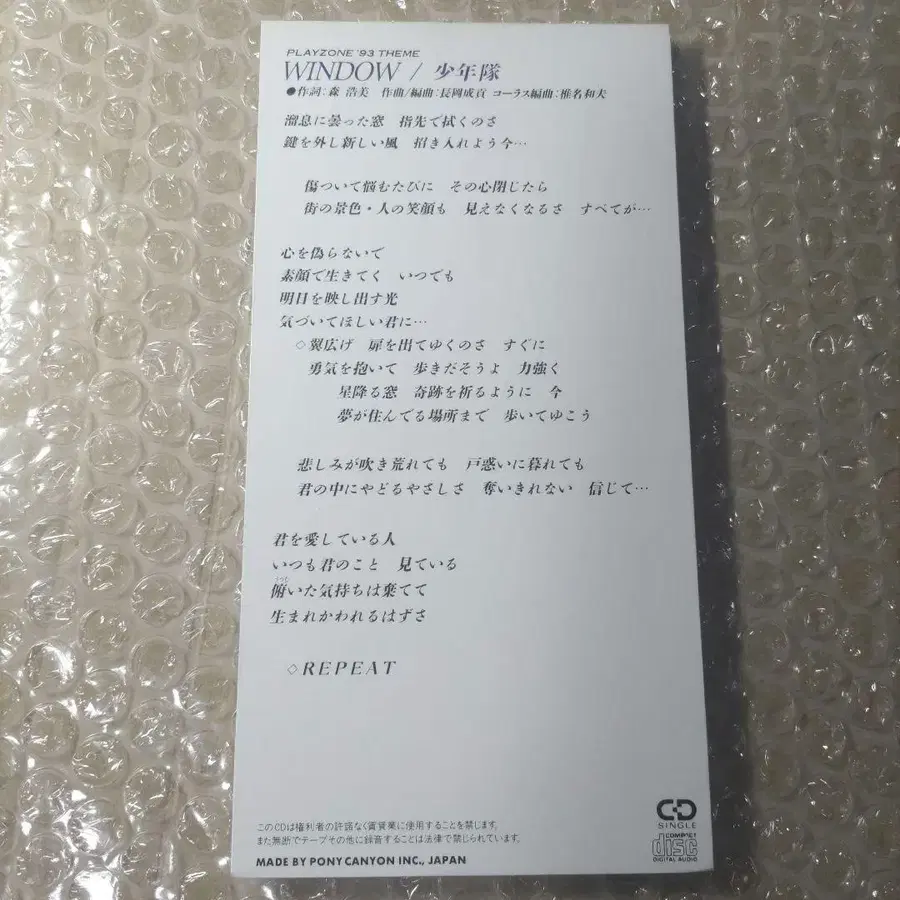 PLAYZONE '93 THEME
WINDOW / 少年隊
●作詞:森 浩美 作曲/編曲:長岡成貢 コーラス編曲:椎名和夫
溜息に曇った窓 指先で拭くのさ
鍵を外し新しい風 招き入れよう今…
傷ついて悩むたびに その心閉じたら
街の景色・人の笑顔も 見えなくなるさ すべてが…
心を偽らないで
素顔で生きてく いつでも
明日を映し出す光
気づいてほしい君に…
◇翼広げ 扉を出てゆくのさ すぐに
勇気を抱いて 歩きだそうよ 力強く
星降る窓 奇跡を祈るように 今
夢が住んでる場所まで 歩いてゆこう
悲しみが吹き荒れても 戸惑いに暮れても
君の中にやどるやさしさ 奪いきれない 信じて…
君を愛している人
いつも君のこと 見ている
俯いた気持ちは棄てて
生まれかわれるはずさ
◇REPEAT
CD
SINGLE
COMPACT
disc
DIGITAL AUDIO
このCDは権利者の許諾なく賃貸業に使用することを禁じます。
また無断でテープその他に録音することは法律で禁じられています。
MADE BY PONY CANYON INC., JAPAN